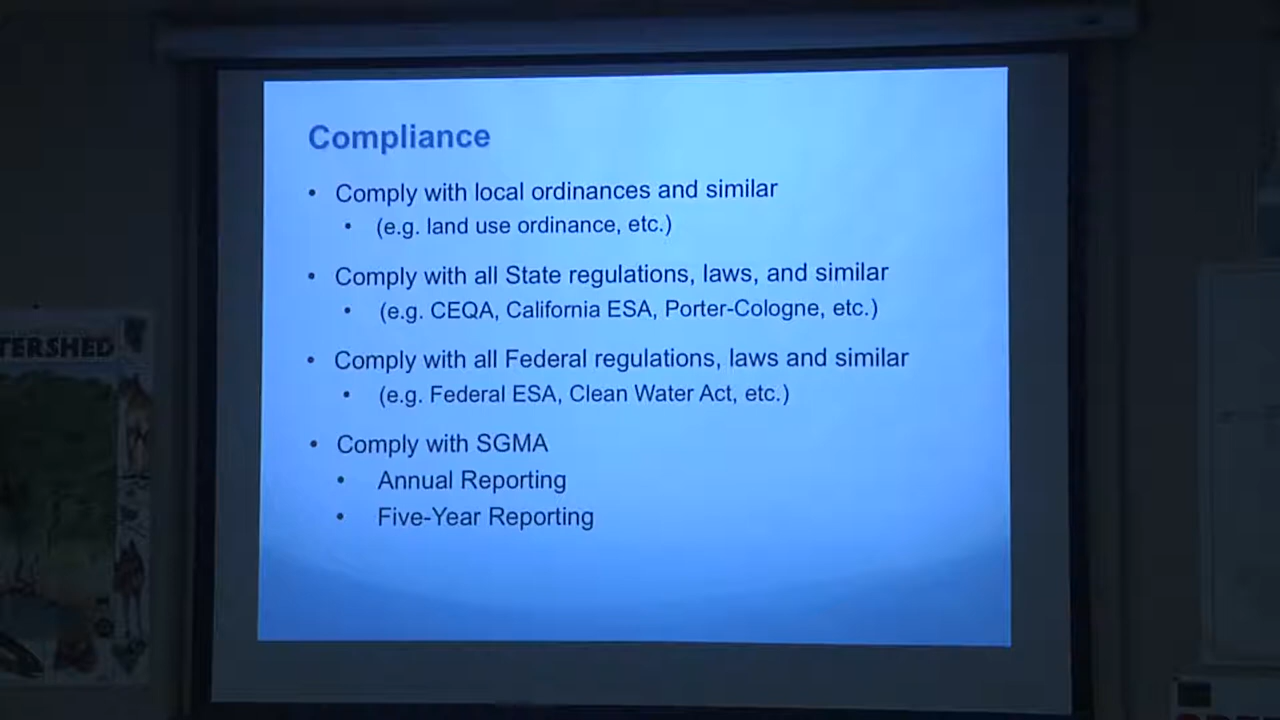 Compliance
• Comply with local ordinances and similar
• (e.g. land use ordinance, etc.)
• Comply with all State regulations, laws, and similar
• (e.g. CEQA, California ESA, Porter-Cologne, etc.)
• Comply with all Federal regulations, laws and similar
• (e.g. Federal ESA, Clean Water Act, etc.)
• Comply with SGMA
• Annual Reporting
• Five-Year Reporting
TERSHED